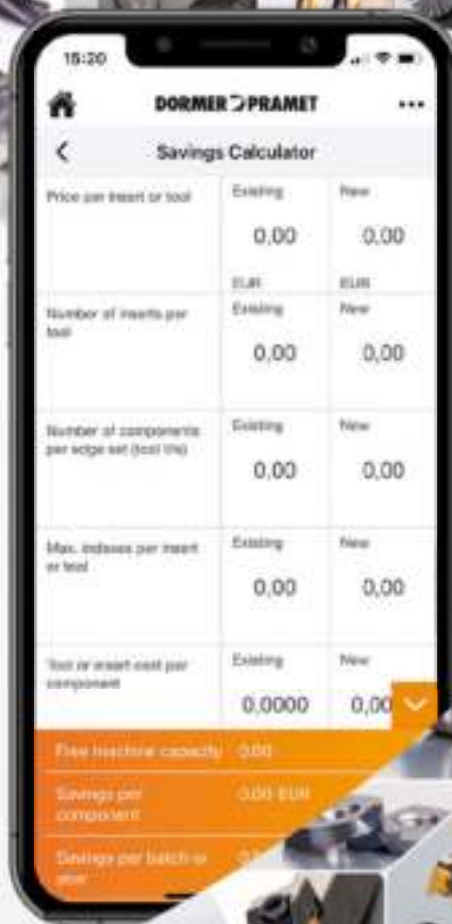 15:20
DORMER PRAMET
Savings Calculator
Price per insert or tool
Existing
New
0,00
0,00
EUR
EUR
Number of inserts per
tool
Existing
New
0,00
0,00
Number of components
per edge set (tool life)
Existing
New
0,00
0,00
Max. indexes per insert
or tool
Existing
New
0,00
0,00
Tool or insert cost per
component
Existing
New
0,0000
0,00
Free machine capacity
0,00
Savings per
component
0,00 EUR
Savings per batch or